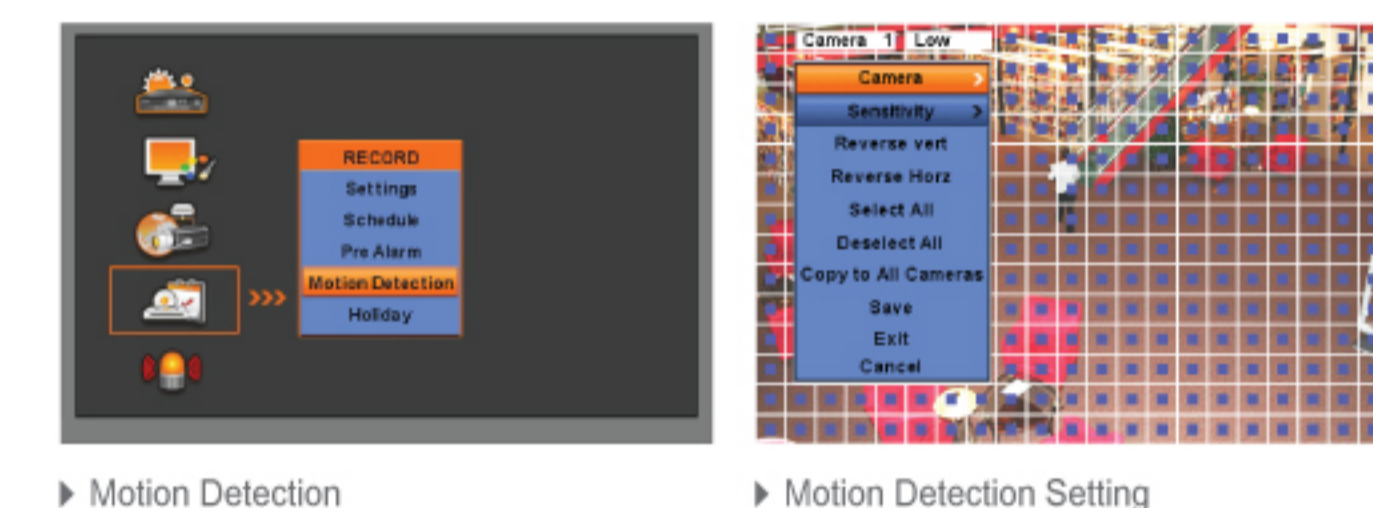 RECORD
Settings
Schedule
Pre Alarm
Motion Detection
>>> 
Holiday
Motion Detection
Camera 1 Low
Camera >
Sensitivity >
Reverse vert
Reverse Horz
Select All
Deselect All
Copy to All Cameras
Save
Exit
Cancel
Motion Detection Setting